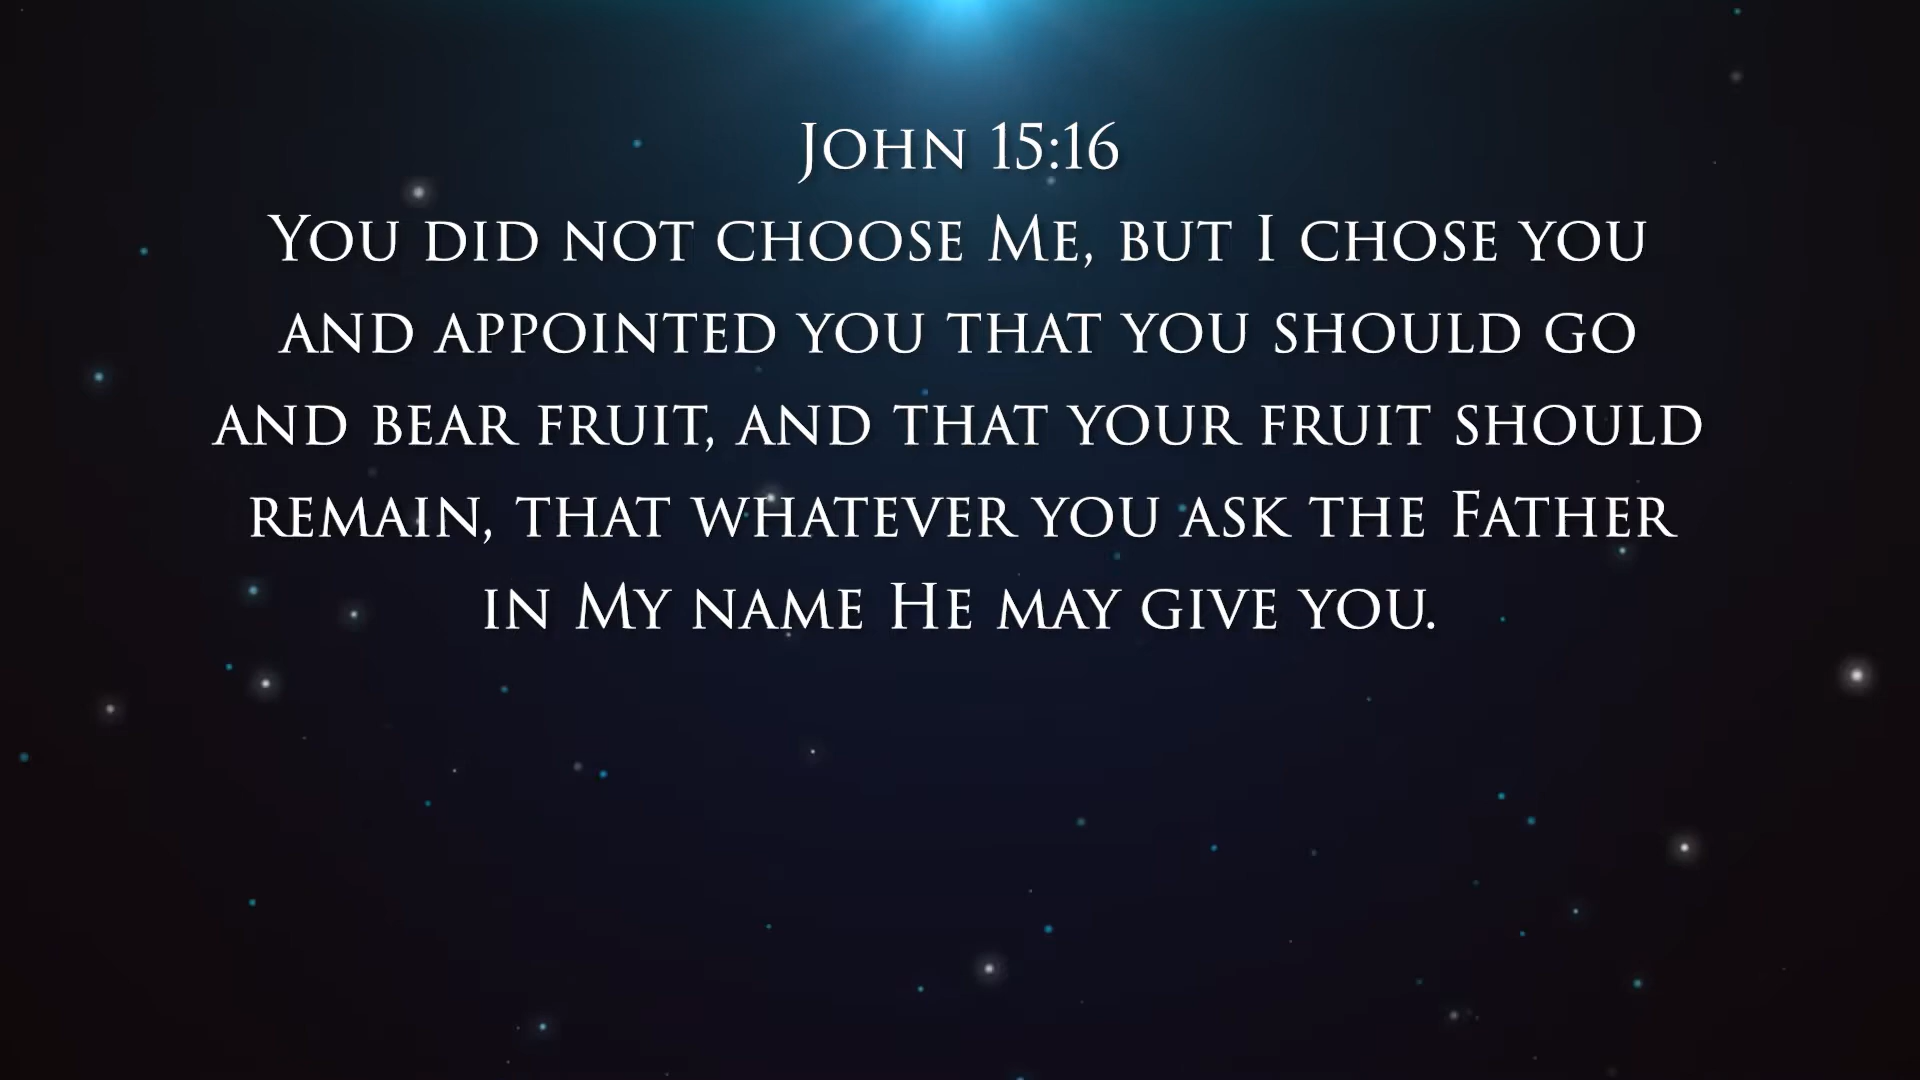 John 15:16
You did not choose Me, but I chose you
and appointed you that you should go
and bear fruit, and that your fruit should
remain, that whatever you ask the Father
in My name He may give you.